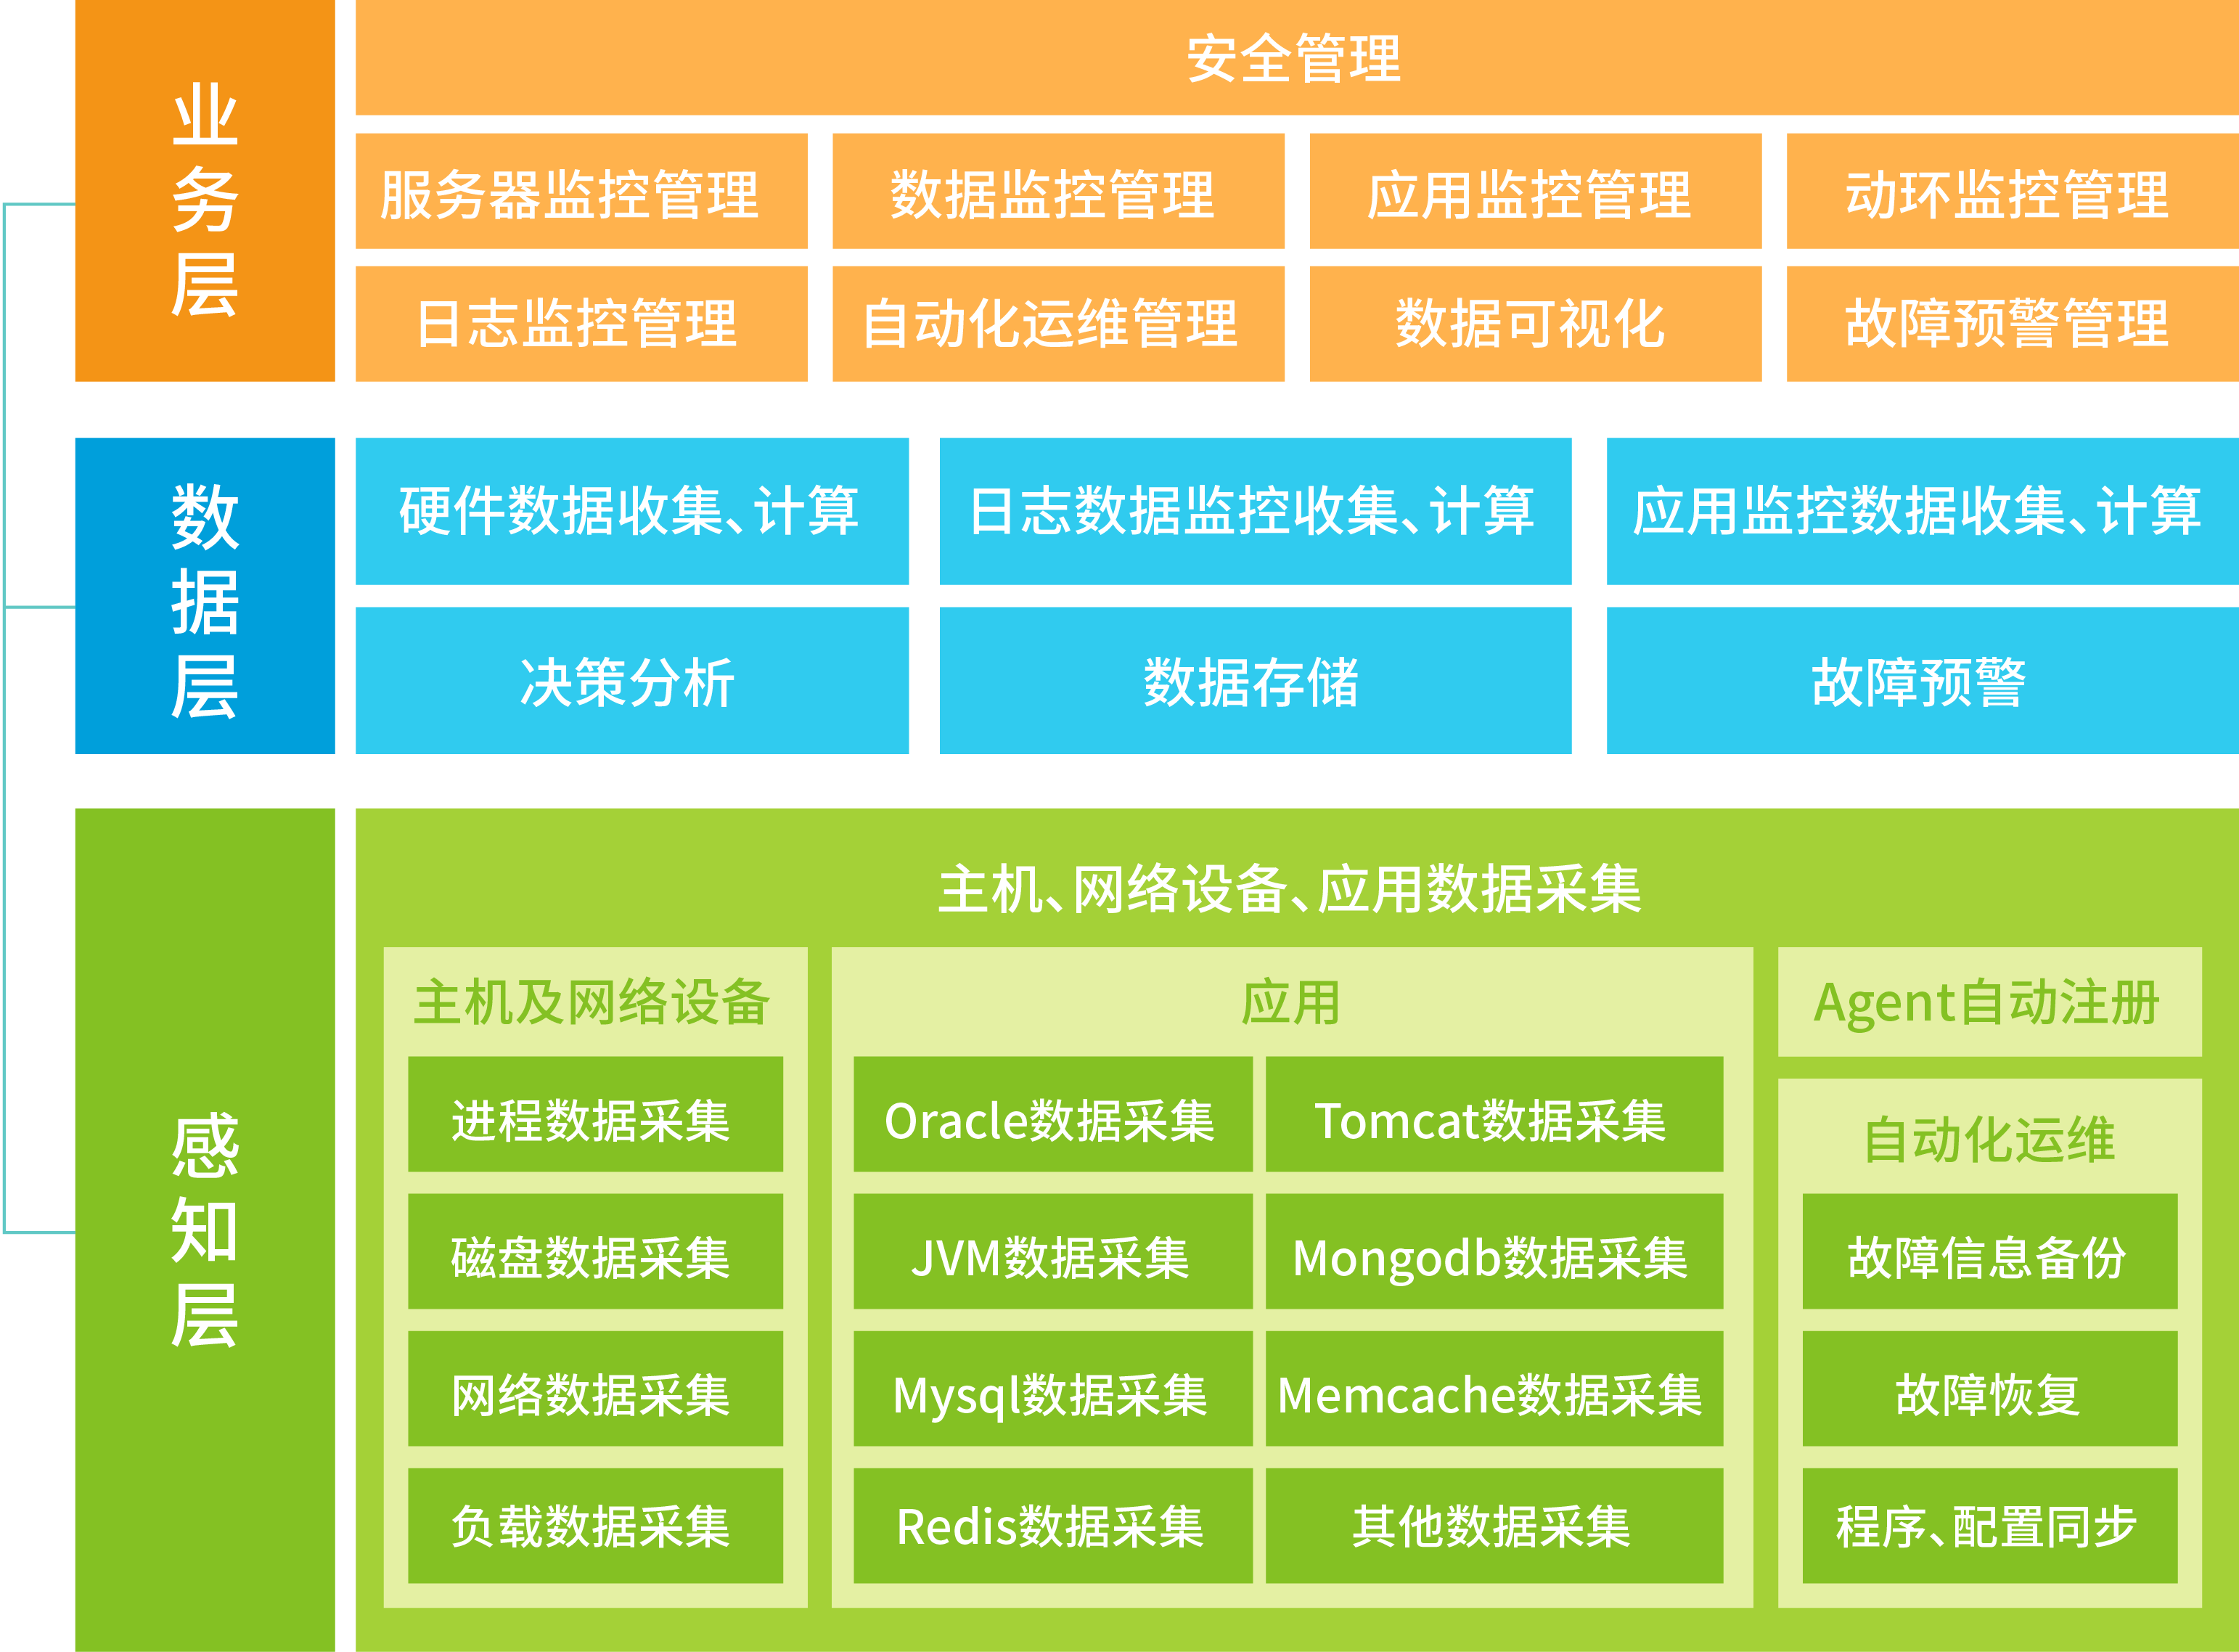 业务层
安全管理
服务器监控管理
数据监控管理
应用监控管理
动环监控管理
日志监控管理
自动化运维管理
数据可视化
故障预警管理
数据层
硬件数据收集、计算
日志数据监控收集、计算
应用监控数据收集、计算
决策分析
数据存储
故障预警
感知层
主机、网络设备、应用数据采集
主机及网络设备
进程数据采集
磁盘数据采集
网络数据采集
负载数据采集
应用
Oracle数据采集
Tomcat数据采集
JVM数据采集
Mongodb数据采集
Mysql数据采集
Memcache数据采集
Redis数据采集
其他数据采集
Agent自动注册
自动化运维
故障信息备份
故障恢复
程序、配置同步